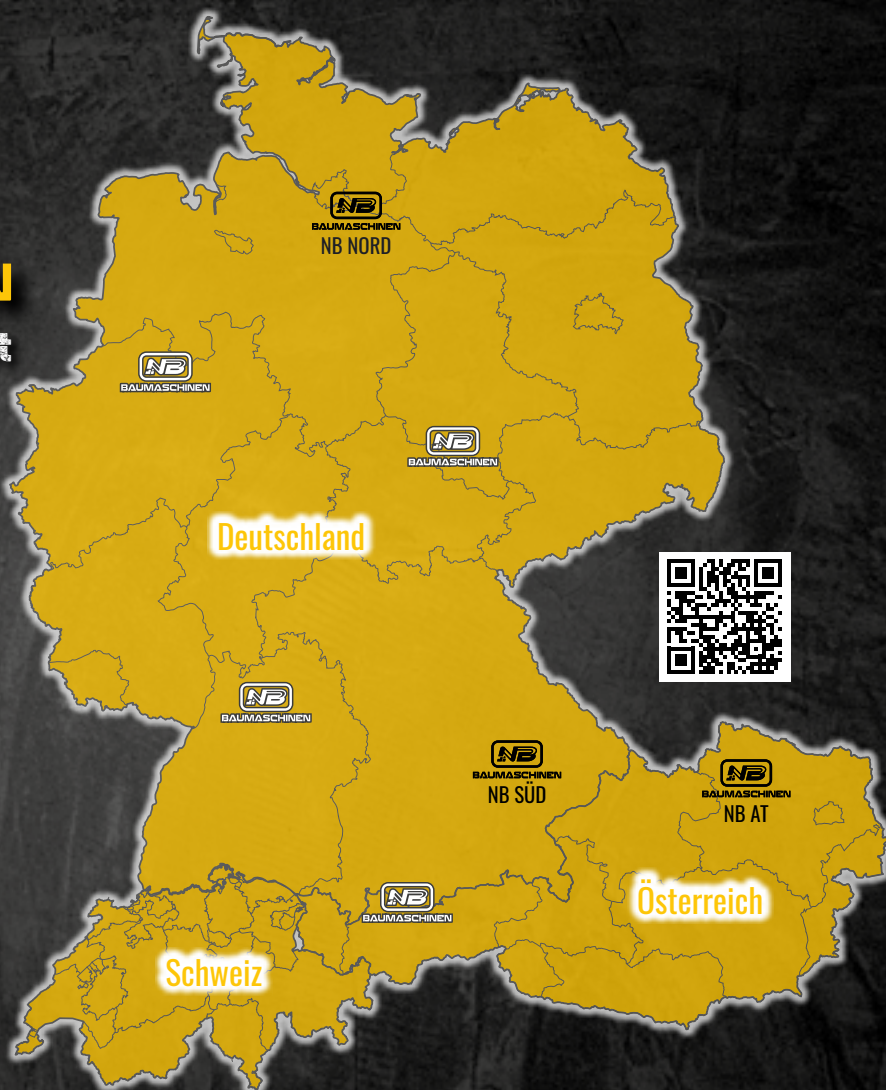 NB
BAUMASCHINEN
NB NORD
N
NB
BAUMASCHINEN
NB
BAUMASCHINEN
Deutschland
NB
BAUMASCHINEN
NB
BAUMASCHINEN
NB SÜD
NB
BAUMASCHINEN
NB AT
NB
BAUMASCHINEN
Österreich
Schweiz